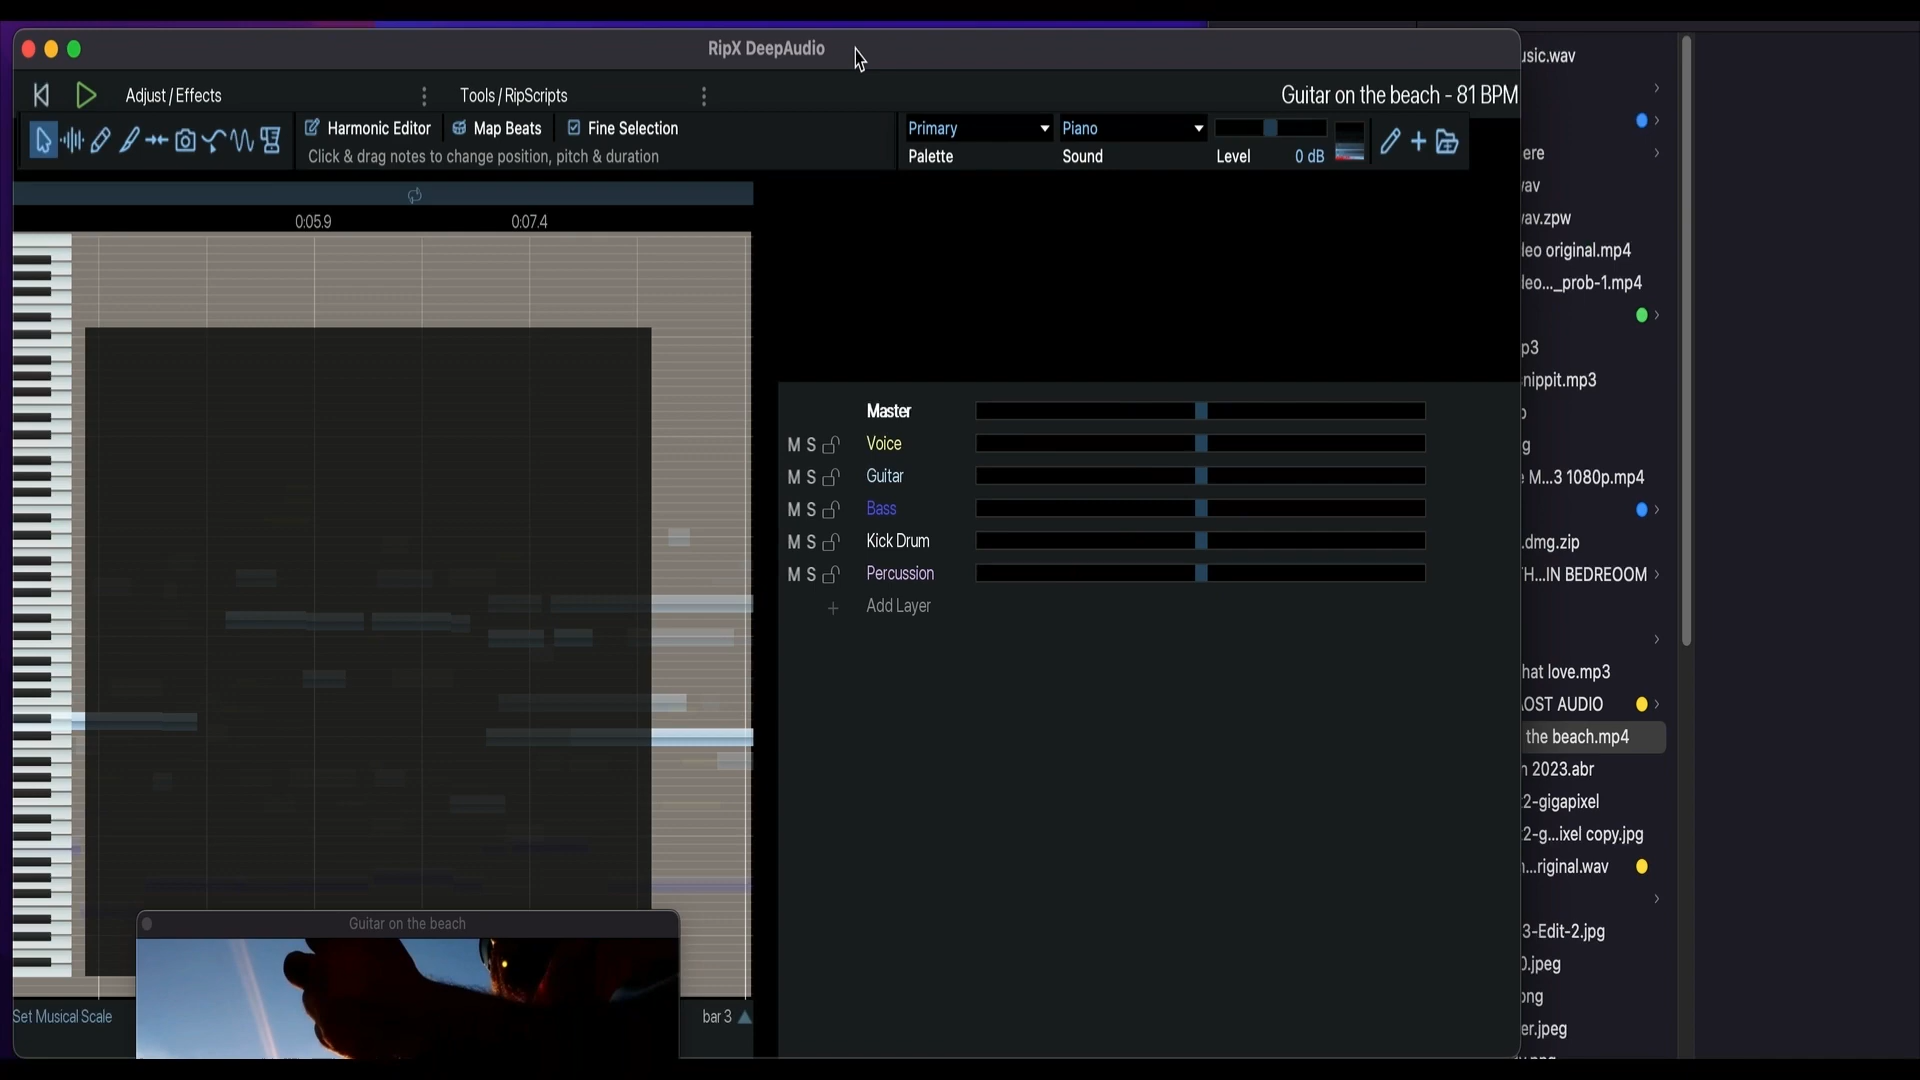 RipX DeepAudio
Adjust / Effects
Tools / RipScripts
Guitar on the beach - 81 BPM
Harmonic Editor
Map Beats
Fine Selection
Click & drag notes to change position, pitch & duration
Primary
Piano
Palette
Sound
Level
0 dB
0:05.9
0:07.4
Master
M S Voice
M S Guitar
M S Bass
M S Kick Drum
M S Percussion
+ Add Layer
Guitar on the beach
Set Musical Scale
bar 3
usic.wav
ere
vav
vav.zpw
leo original.mp4
leo..._prob-1.mp4
p3
nippit.mp3
g
M...3 1080p.mp4
.dmg.zip
TH...IN BEDREOOM
hat love.mp3
OST AUDIO
the beach.mp4
n 2023.abr
2-gigapixel
2-g...ixel copy.jpg
n...riginal.wav
3-Edit-2.jpg
0.jpeg
png
er.jpeg